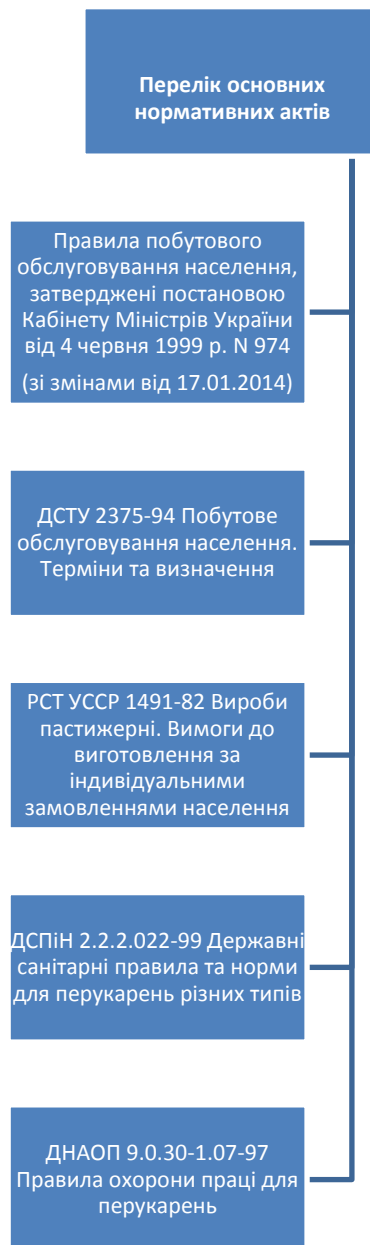 Перелік основних
нормативних актів
Правила побутового
обслуговування населення,
затверджені постановою
Кабінету Міністрів України
від 4 червня 1999 р. N 974
(зі змінами від 17.01.2014)
ДСТУ 2375-94 Побутове
обслуговування населення.
Терміни та визначення
РСТ УССР 1491-82 Вироби
пастижерні. Вимоги до
виготовлення за
індивідуальними
замовленнями населення
ДСПіН 2.2.2.022-99 Державні
санітарні правила та норми
для перукарень різних типів
ДНАОП 9.0.30-1.07-97
Правила охорони праці для
перукарень